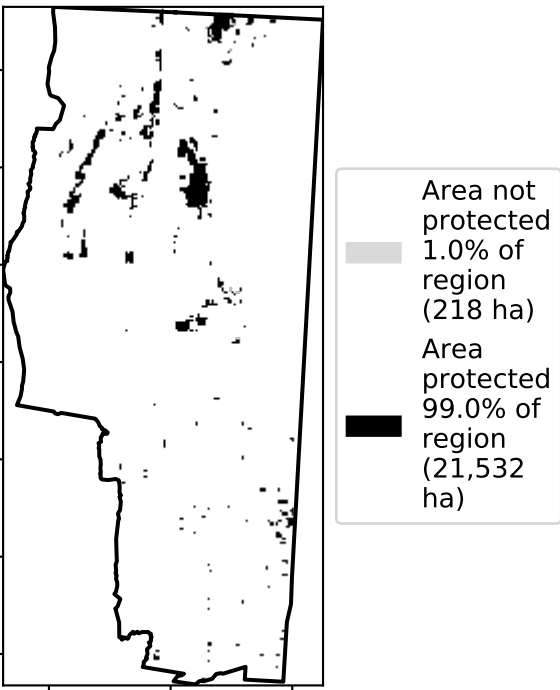 Area not
protected
1.0% of
region
(218 ha)
Area
protected
99.0% of
region
(21,532
ha)